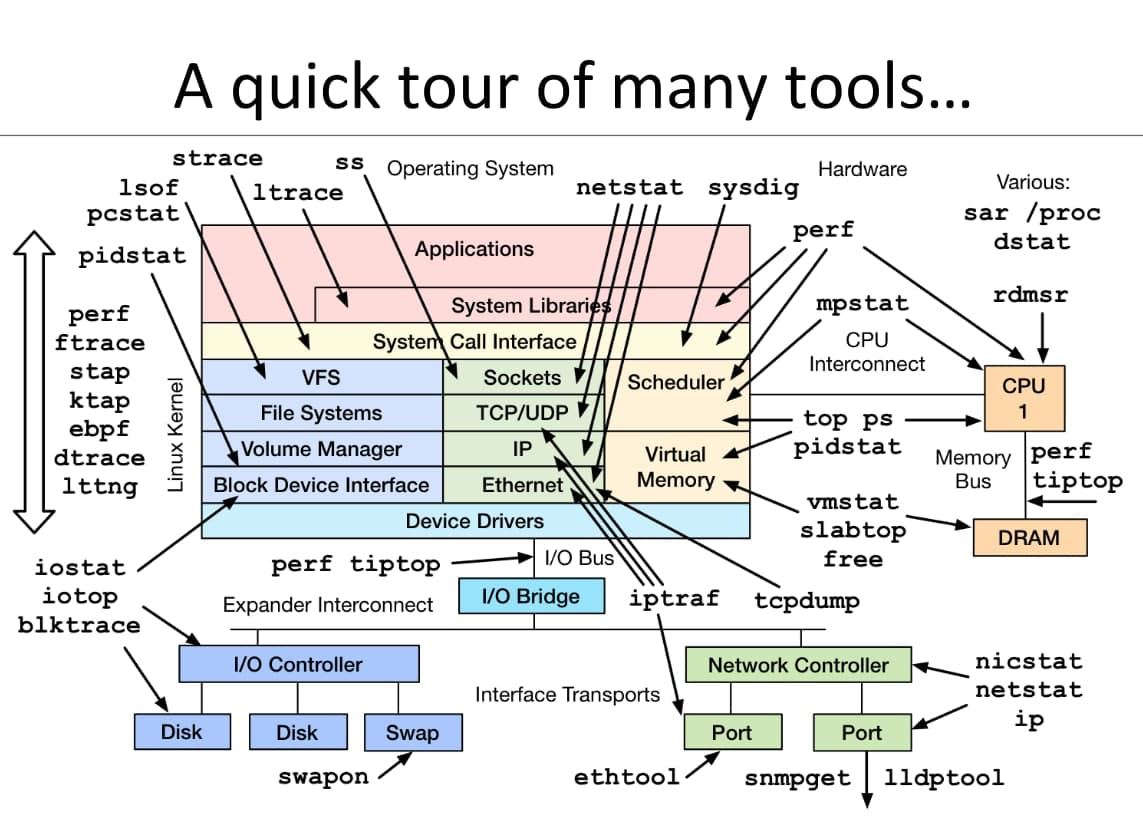 A quick tour of many tools…
strace
ss
Operating System
Hardware
lsof
ltrace
netstat
sysdig
Various:
pcstat
sar /proc
dstat
pidstat
Applications
perf
System Libraries
mpstat
rdmsr
perf
ftrace
stap
ktap
ebpf
dtrace
lttng
Linux Kernel
System Call Interface
CPU
Interconnect
VFS
Sockets
Scheduler
CPU
1
File Systems
TCP/UDP
top ps
pidstat
Volume Manager
IP
Virtual
Memory
Memory
Bus
perf
tiptop
Block Device Interface
Ethernet
vmstat
slabtop
free
Device Drivers
DRAM
iostat
iotop
blktrace
perf tiptop
I/O Bus
Expander Interconnect
I/O Bridge
iptraf
tcpdump
I/O Controller
Network Controller
nicstat
netstat
ip
Interface Transports
Disk
Disk
Swap
Port
Port
swapon
ethtool
snmpget
lldptool